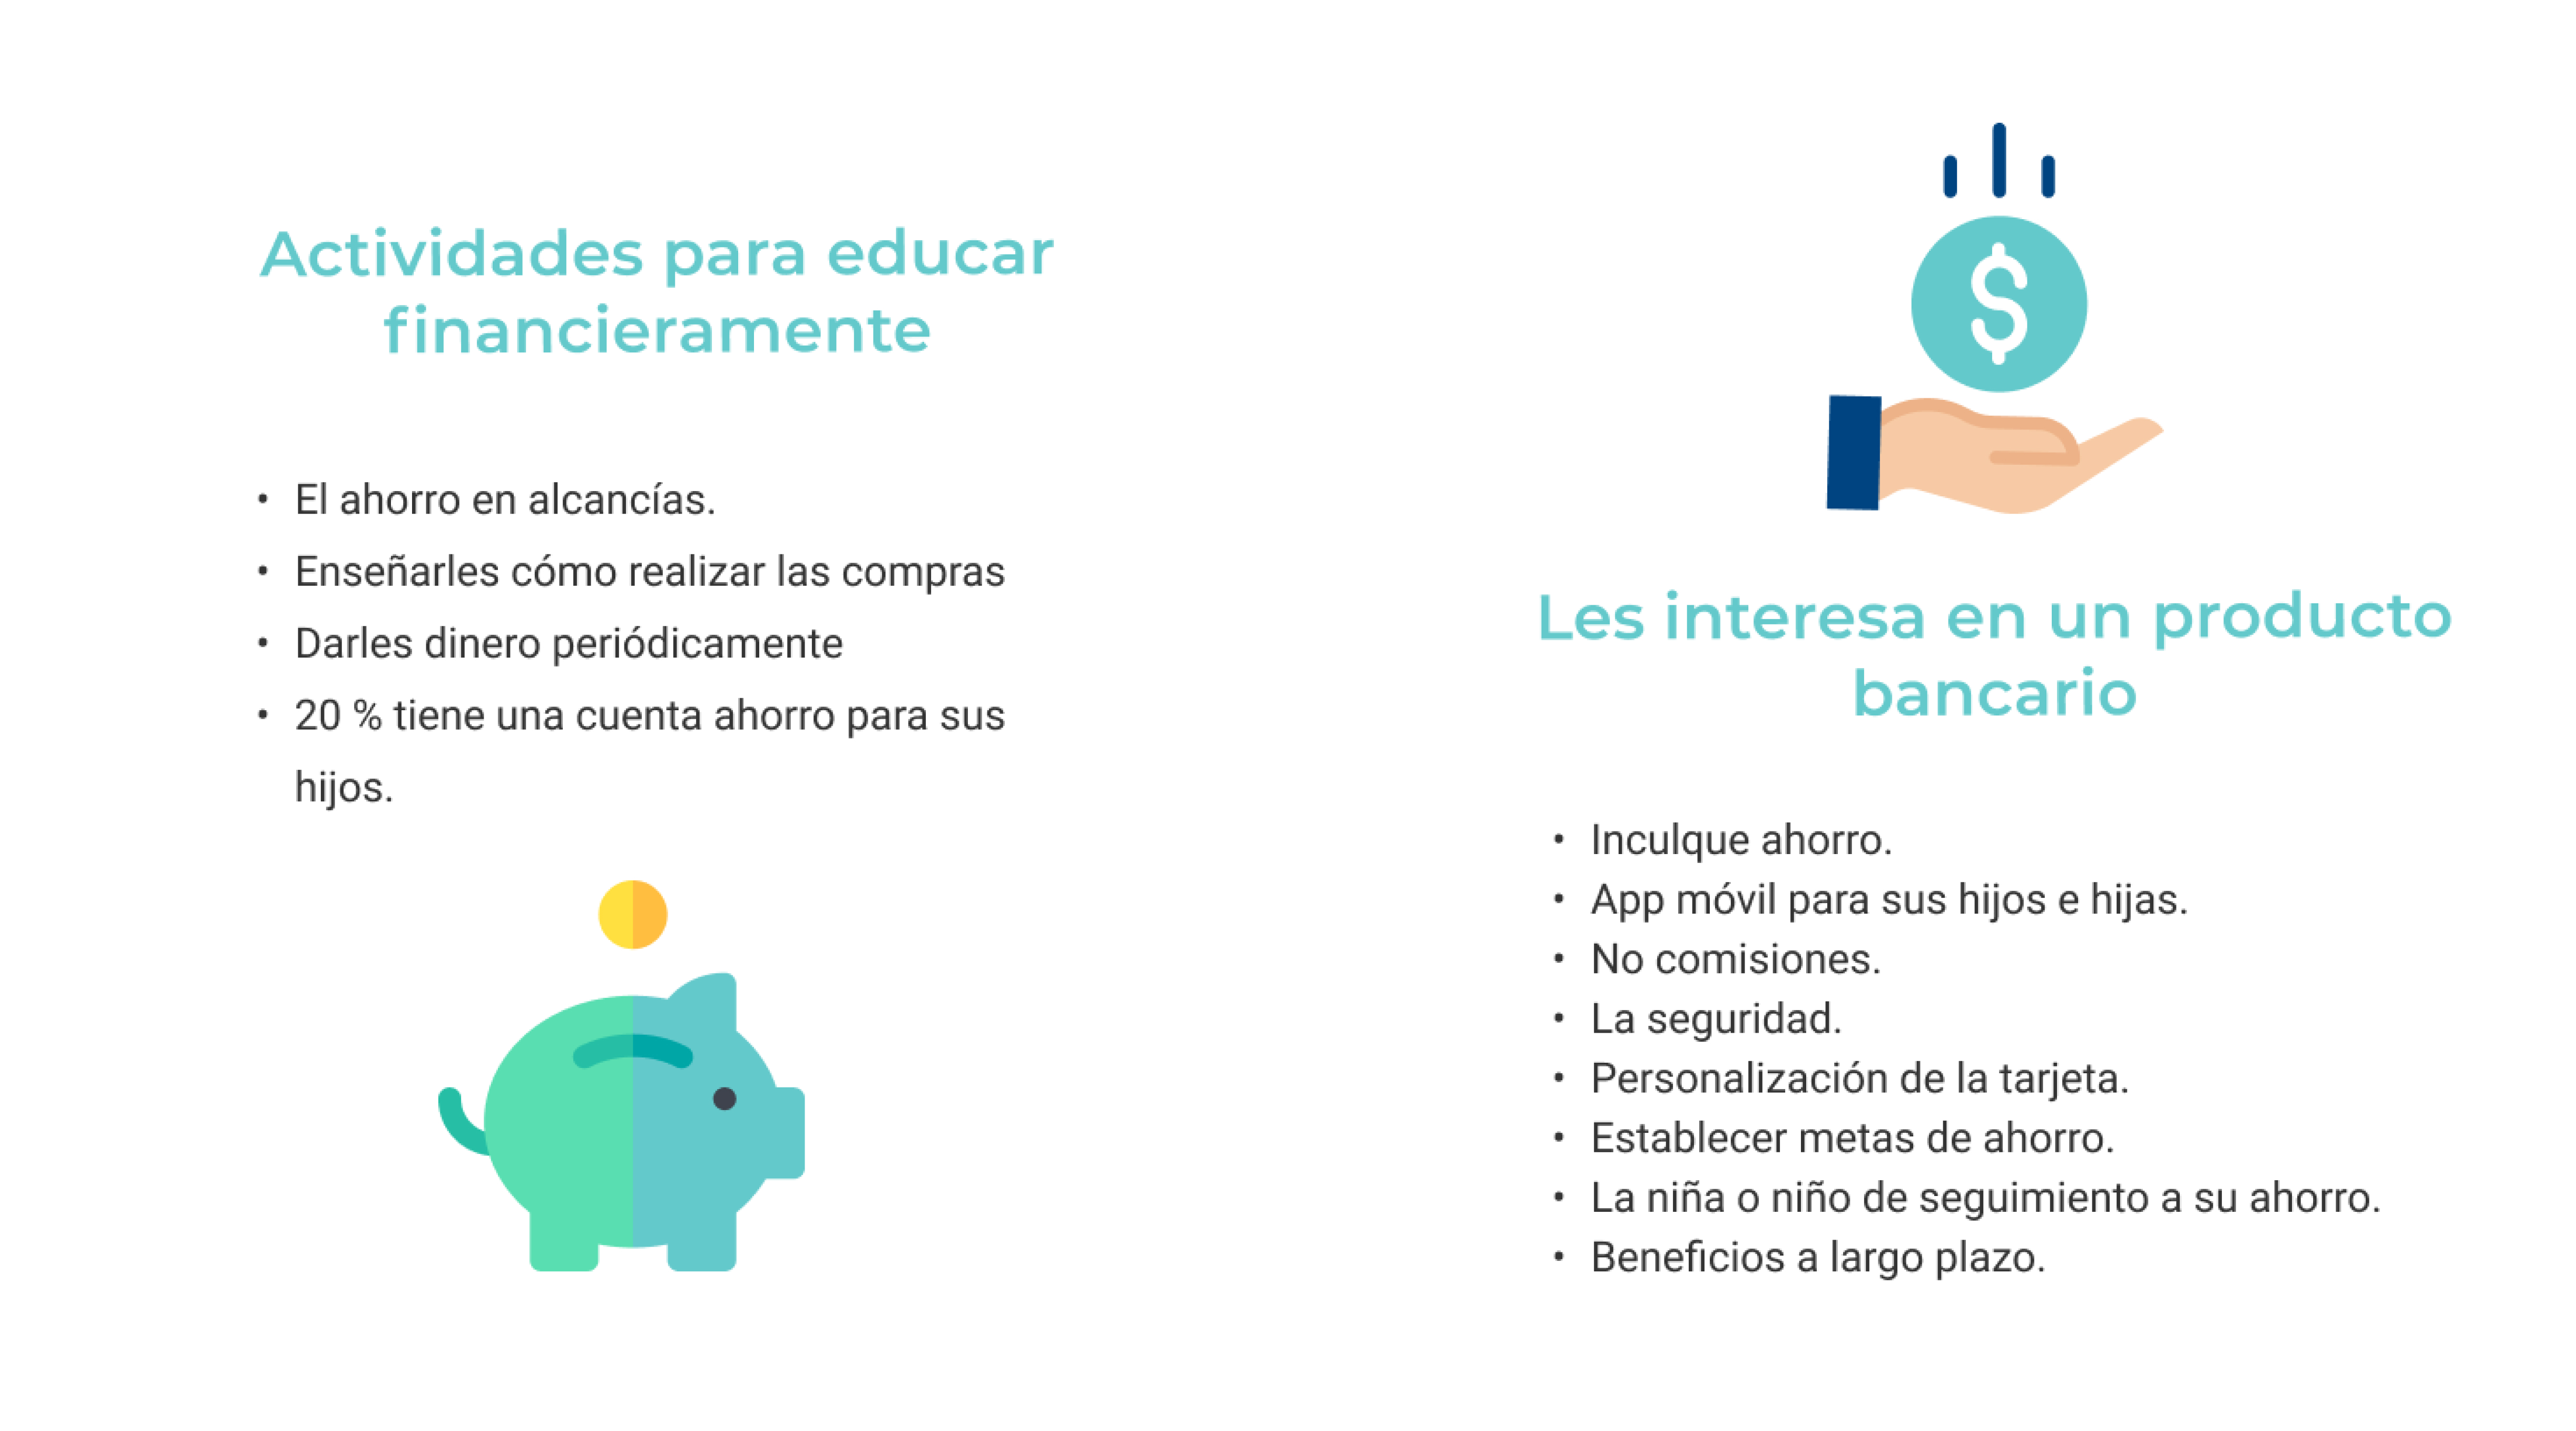 Actividades para educar
financieramente
• El ahorro en alcancías.
• Enseñarles cómo realizar las compras
• Darles dinero periódicamente
• 20 % tiene una cuenta ahorro para sus
hijos.
$
Les interesa en un producto
bancario
• Inculque ahorro.
• App móvil para sus hijos e hijas.
• No comisiones.
• La seguridad.
• Personalización de la tarjeta.
• Establecer metas de ahorro.
• La niña o niño de seguimiento a su ahorro.
• Beneficios a largo plazo.